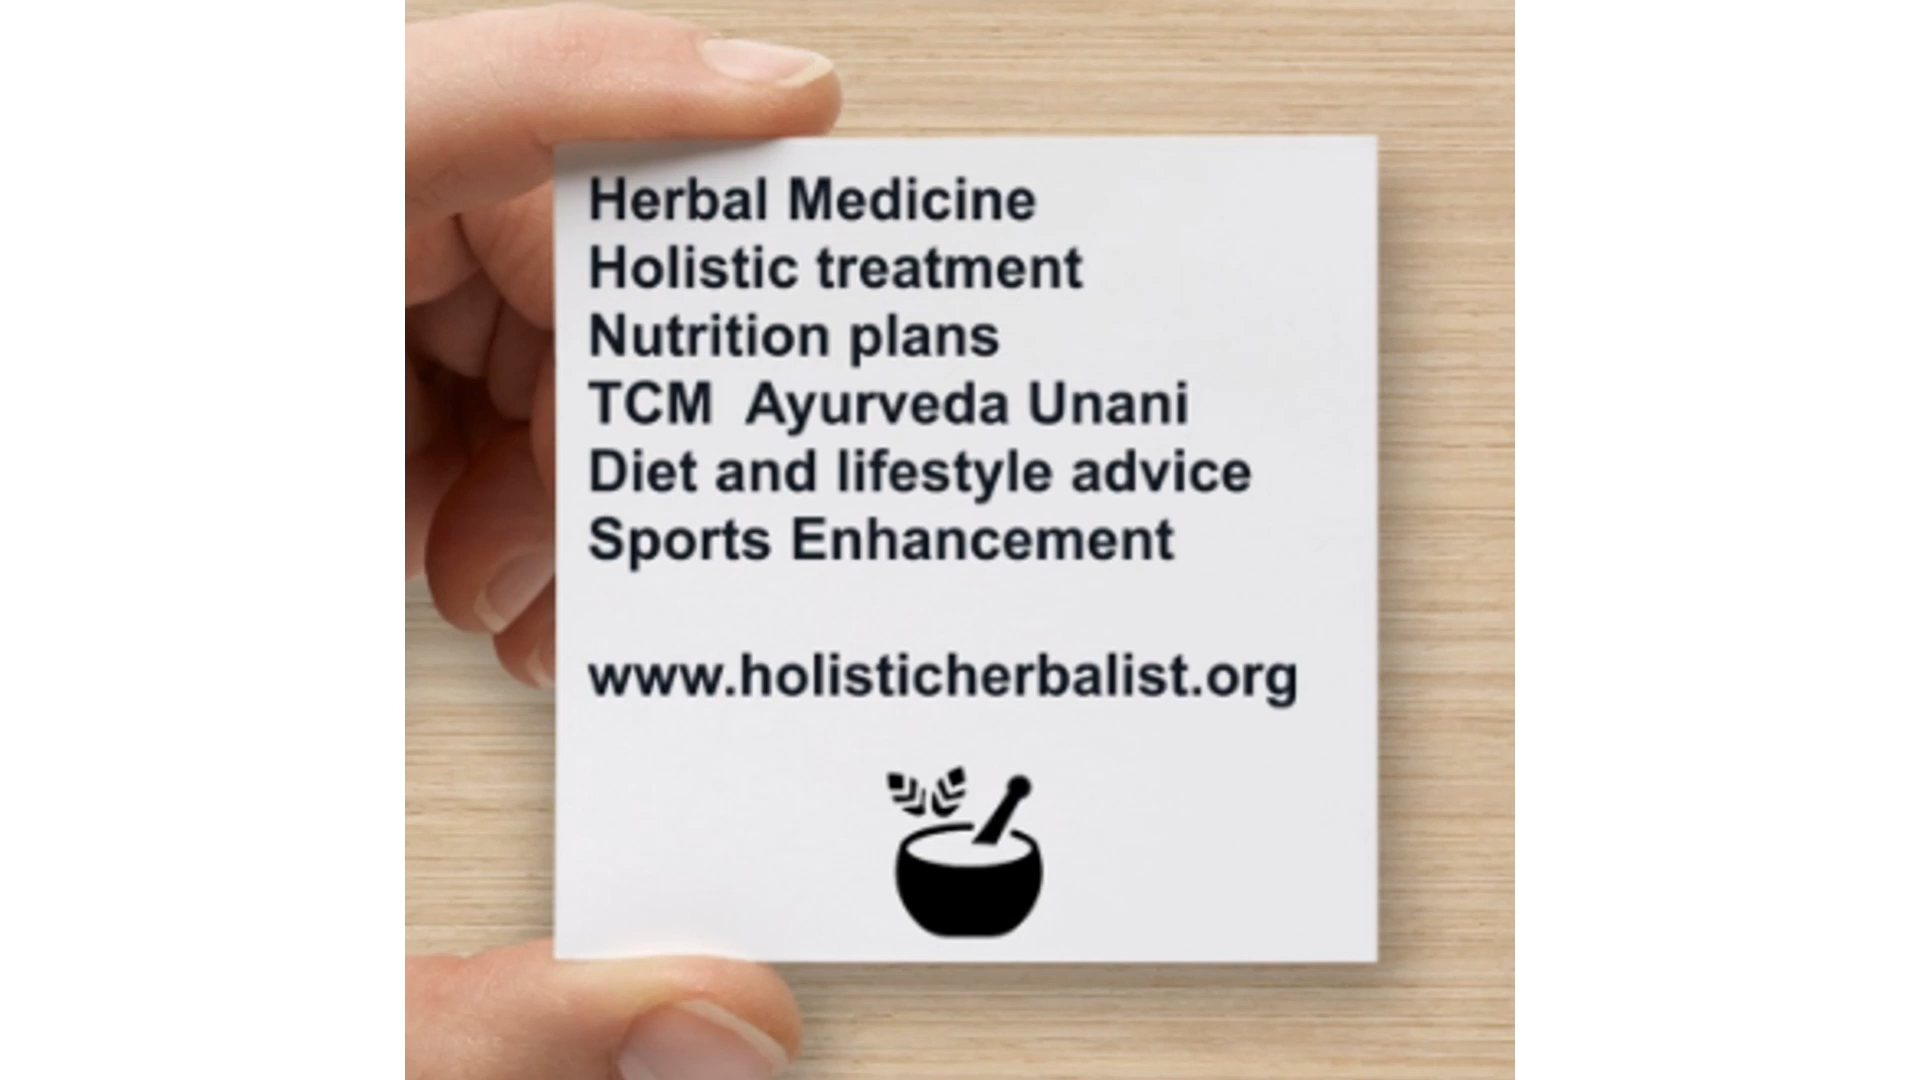 Herbal Medicine
Holistic treatment
Nutrition plans
TCM  Ayurveda Unani
Diet and lifestyle advice
Sports Enhancement
www.holisticherbalist.org